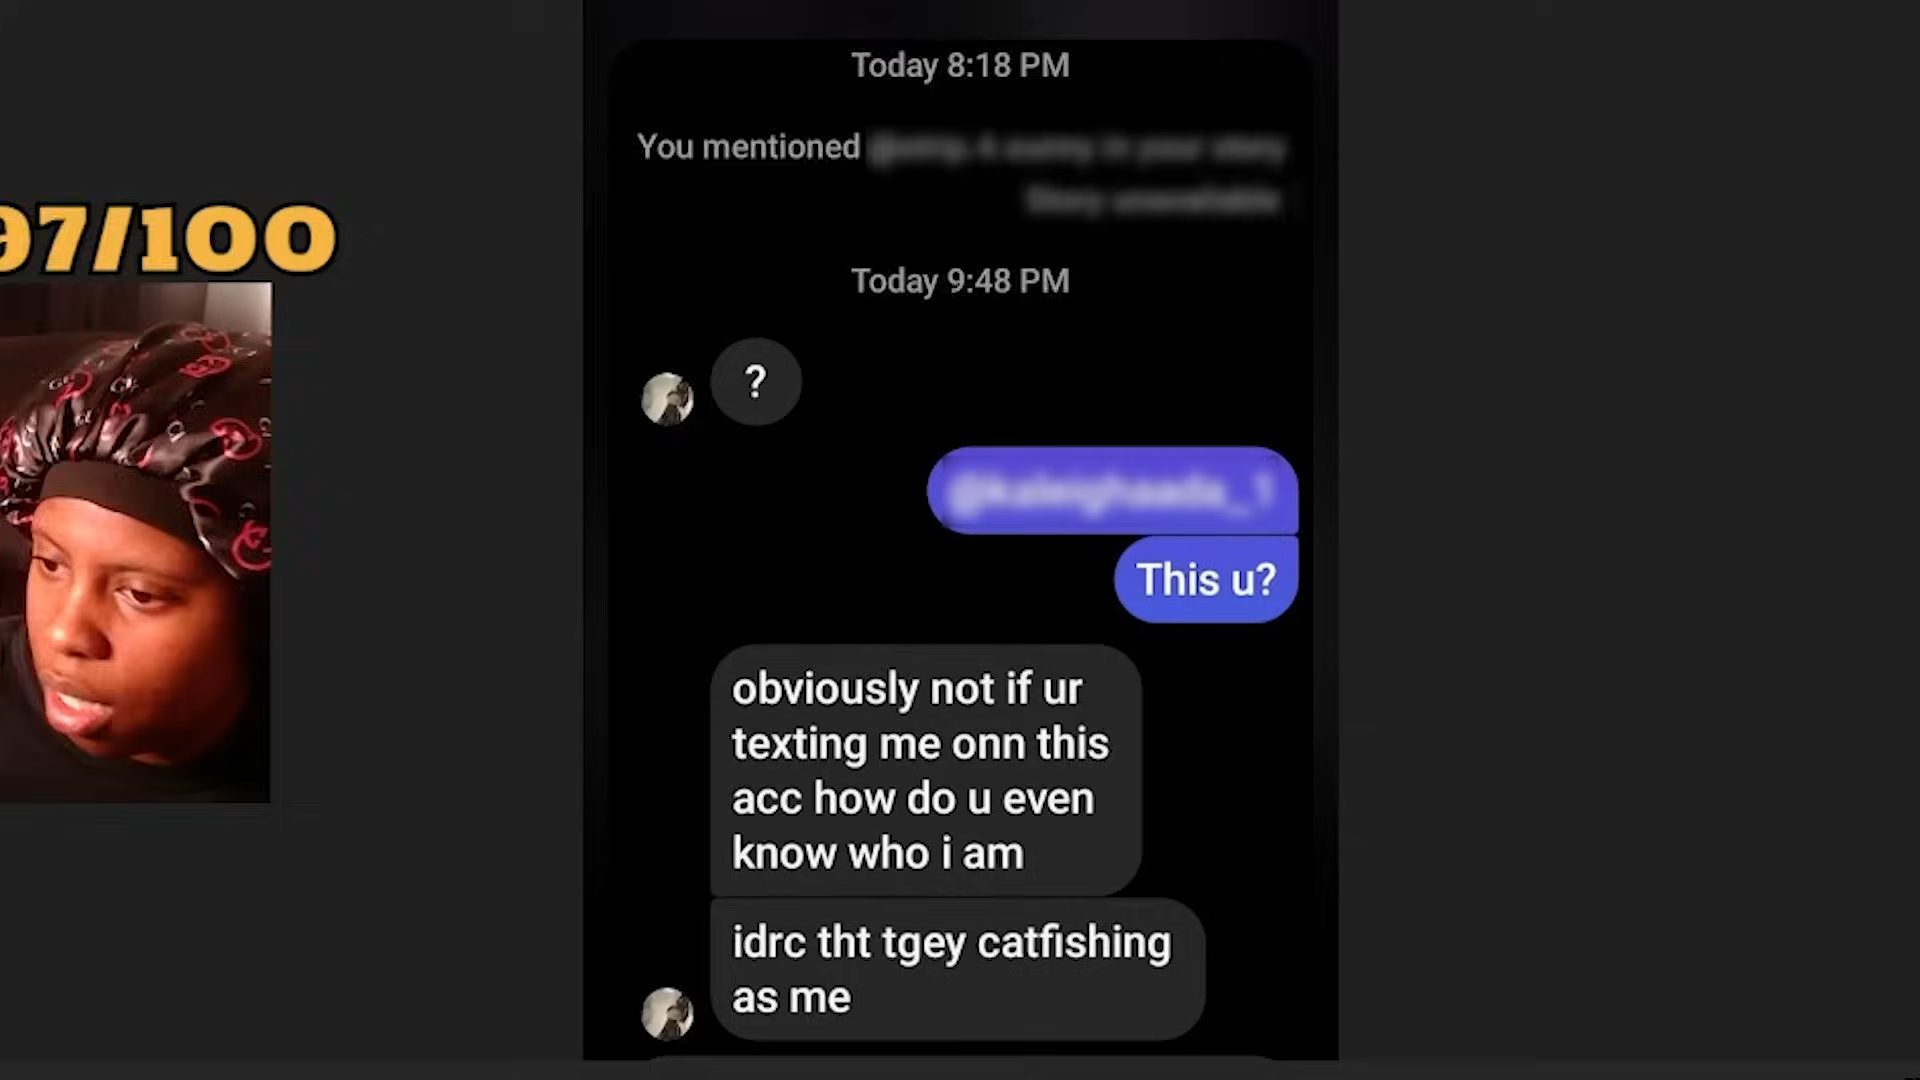 97/100
Today 8:18 PM
You mentioned
Today 9:48 PM
?
This u?
obviously not if ur
texting me onn this
acc how do u even
know who i am
idrc tht tgey catfishing
as me